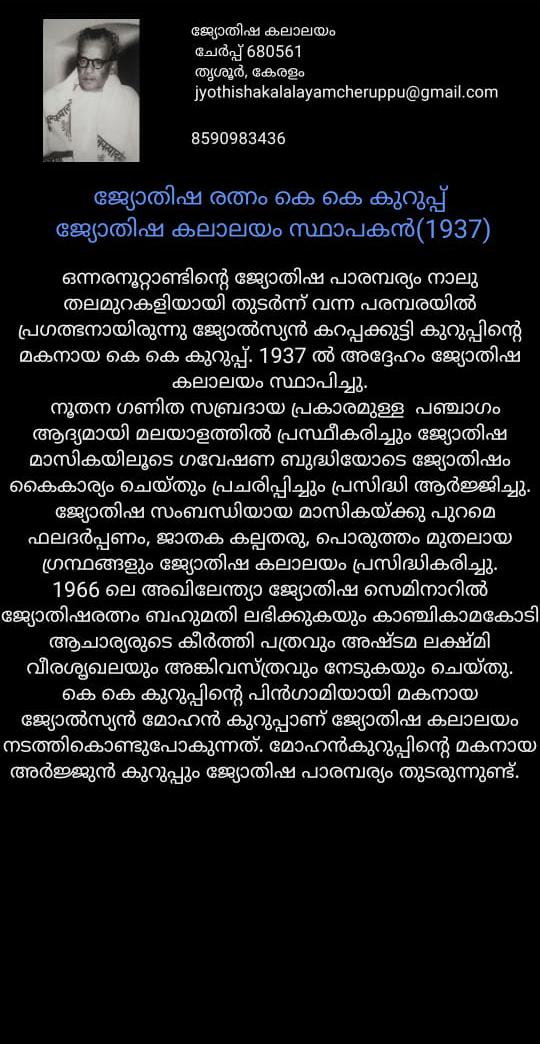 ജ്യോതിഷ കലാലയം
ചേർപ്പ് 680561
തൃശൂർ, കേരളം
jyothishakalalayamcheruppu@gmail.com
8590983436
ജ്യോതിഷ രത്നം കെ കെ കുറുപ്പ്
ജ്യോതിഷ കലാലയം സ്ഥാപകൻ(1937)
ഒന്നരനൂറ്റാണ്ടിന്റെ ജ്യോതിഷ പാരമ്പര്യം നാലു
തലമുറകളിയായി തുടർന്ന് വന്ന പരമ്പരയിൽ
പ്രഗത്ഭനായിരുന്നു ജ്യോൽസ്യൻ കറപ്പക്കുട്ടി കുറുപ്പിന്റെ
മകനായ കെ കെ കുറുപ്പ്. 1937 ൽ അദ്ദേഹം ജ്യോതിഷ
കലാലയം സ്ഥാപിച്ചു.
നൂതന ഗണിത സബ്രദായ പ്രകാരമുള്ള പഞ്ചാഗം
ആദ്യമായി മലയാളത്തിൽ പ്രസ്ഥീകരിച്ചും ജ്യോതിഷ
മാസികയിലൂടെ ഗവേഷണ ബുദ്ധിയോടെ ജ്യോതിഷം
കൈകാര്യം ചെയ്തും പ്രചരിപ്പിച്ചും പ്രസിദ്ധി ആർജ്ജിച്ചു.
ജ്യോതിഷ സംബന്ധിയായ മാസികയ്ക്കു പുറമെ
ഫലദർപ്പണം, ജാതക കല്പതരു, പൊരുത്തം മുതലായ
ഗ്രന്ഥങ്ങളും ജ്യോതിഷ കലാലയം പ്രസിദ്ധികരിച്ചു.
1966 ലെ അഖിലേന്ത്യാ ജ്യോതിഷ സെമിനാറിൽ
ജ്യോതിഷരത്നം ബഹുമതി ലഭിക്കുകയും കാഞ്ചികാമകോടി
ആചാര്യരുടെ കീർത്തി പത്രവും അഷ്ടമ ലക്ഷ്മി
വീരശൃഖലയും അങ്കിവസ്ത്രവും നേടുകയും ചെയ്തു.
കെ കെ കുറുപ്പിന്റെ പിൻഗാമിയായി മകനായ
ജ്യോൽസ്യൻ മോഹൻ കുറുപ്പാണ് ജ്യോതിഷ കലാലയം
നടത്തികൊണ്ടുപോകുന്നത്. മോഹൻകുറുപ്പിന്റെ മകനായ
അർജ്ജുൻ കുറുപ്പും ജ്യോതിഷ പാരമ്പര്യം തുടരുന്നുണ്ട്.